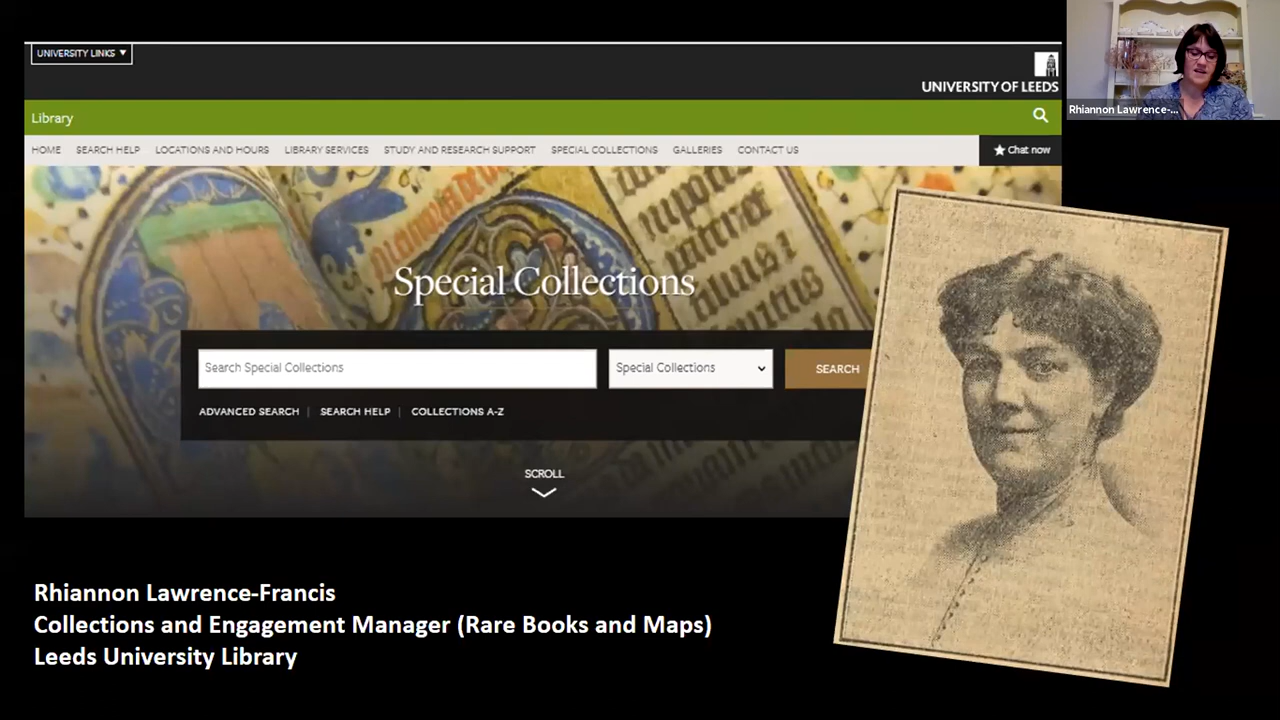 UNIVERSITY LINKS ▼
UNIVERSITY OF LEEDS
Rhiannon Lawrence-...
Library
HOME SEARCH HELP LOCATIONS AND HOURS LIBRARY SERVICES STUDY AND RESEARCH SUPPORT SPECIAL COLLECTIONS GALLERIES CONTACT US
★ Chat now
Special Collections
Search Special Collections
Special Collections
SEARCH
ADVANCED SEARCH | SEARCH HELP | COLLECTIONS A-Z
SCROLL
Rhiannon Lawrence-Francis
Collections and Engagement Manager (Rare Books and Maps)
Leeds University Library